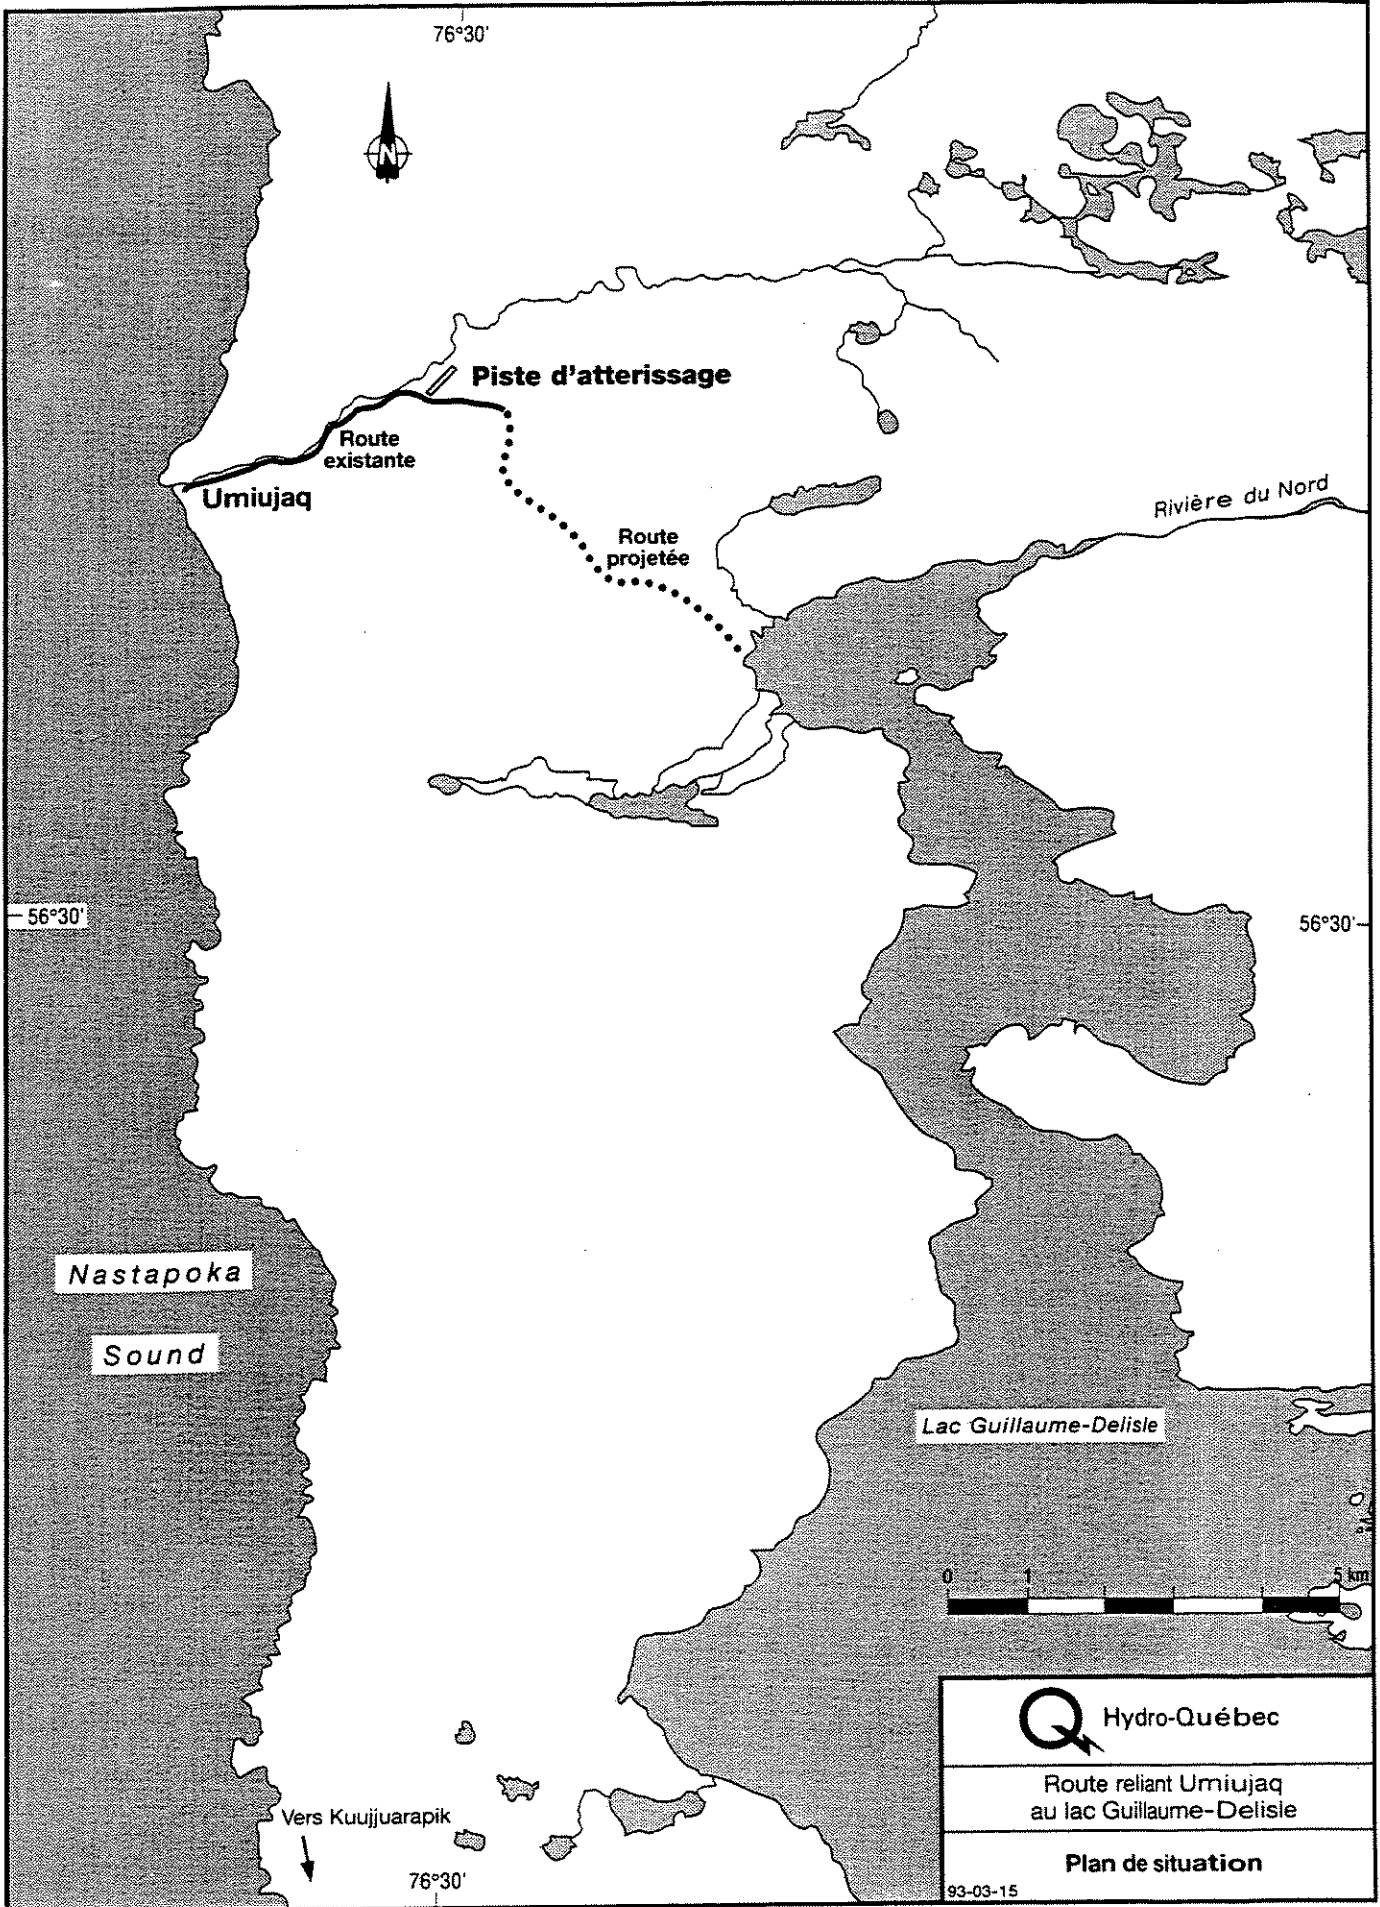 76°30'
N
Piste d'atterissage
Route
existante
Umiujaq
Rivière du Nord
Route
projetée
56°30'
56°30'
Nastapoka
Sound
Lac Guillaume-Delisle
0 1 5 km
Hydro-Québec
Route reliant Umiujaq
au lac Guillaume-Delisle
Vers Kuujjuarapik
Plan de situation
76°30'
93-03-15